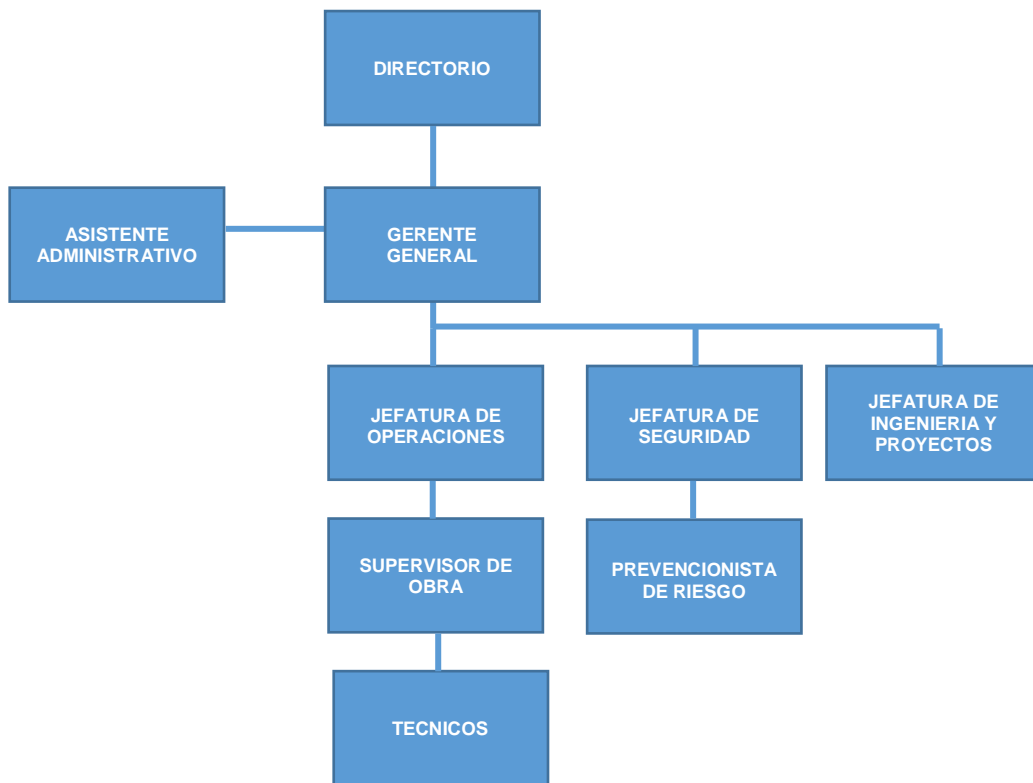 DIRECTORIO
ASISTENTE
ADMINISTRATIVO
GERENTE
GENERAL
JEFATURA DE
OPERACIONES
JEFATURA DE
SEGURIDAD
JEFATURA DE
INGENIERIA Y
PROYECTOS
SUPERVISOR DE
OBRA
PREVENCIONISTA
DE RIESGO
TECNICOS